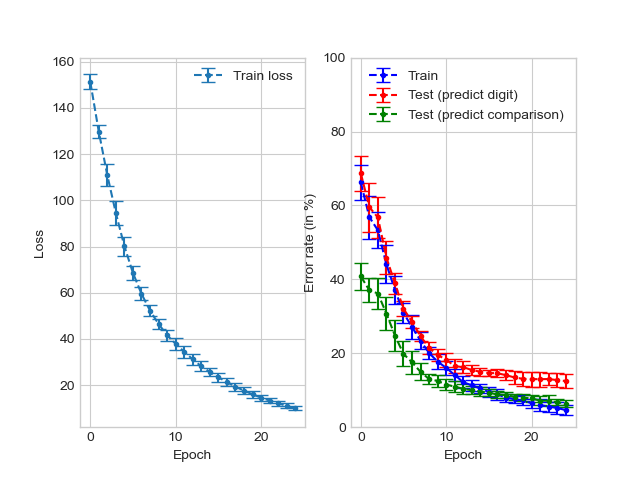 160
140
120
100
80
60
40
20
0
10
20
Epoch
Loss
Train loss
100
80
60
40
20
0
0
10
20
Epoch
Error rate (in %)
Train
Test (predict digit)
Test (predict comparison)